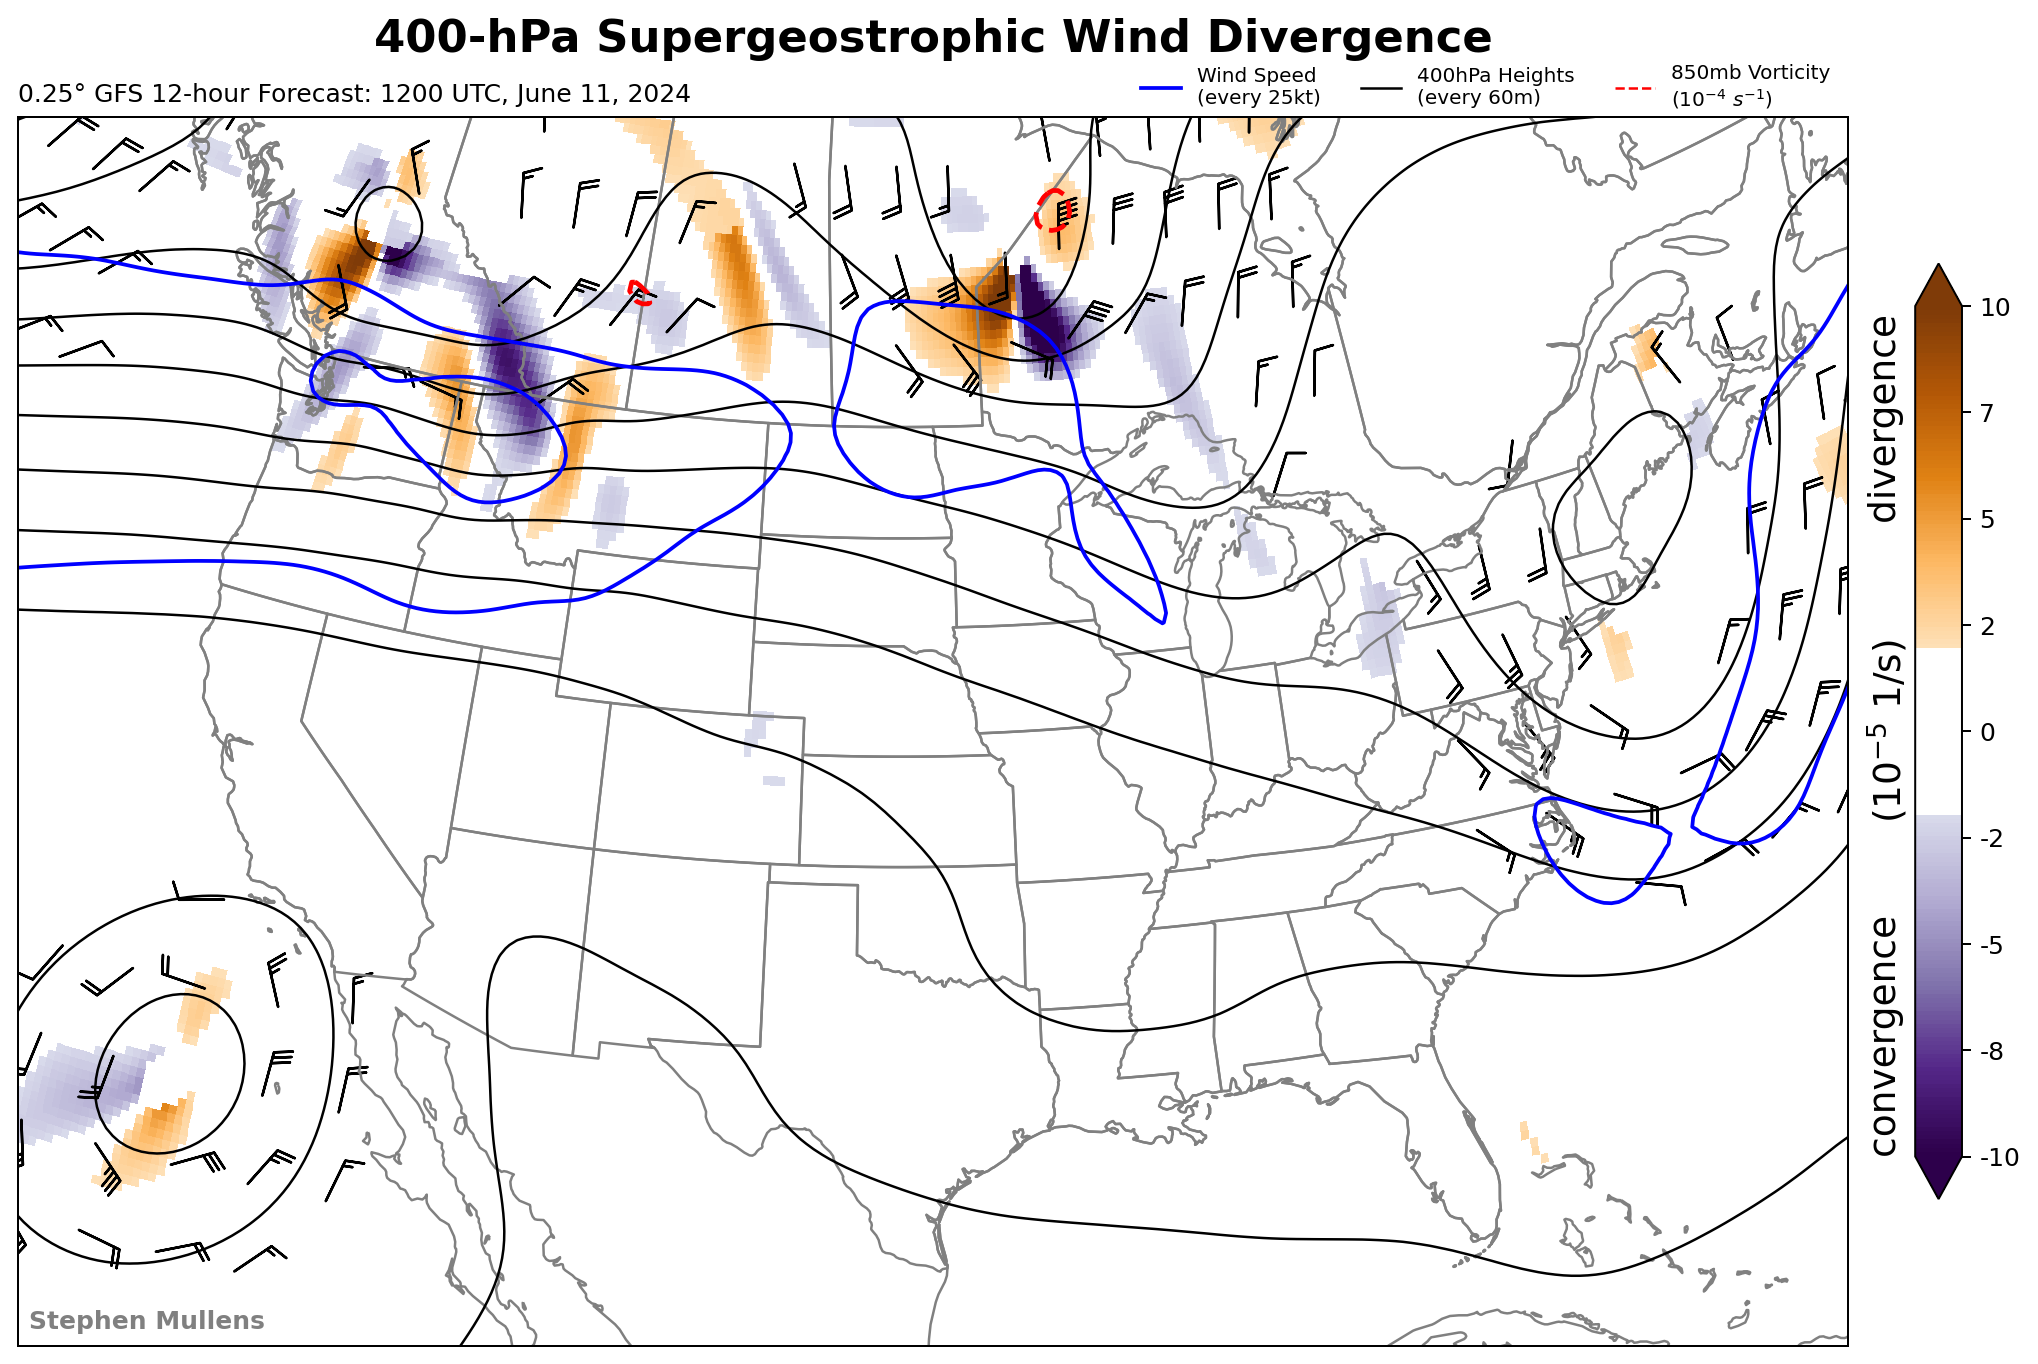 400-hPa Supergeostrophic Wind Divergence
0.25° GFS 12-hour Forecast: 1200 UTC, June 11, 2024
Wind Speed
(every 25kt)
400hPa Heights
(every 60m)
850mb Vorticity
(10⁻⁴ s⁻¹)
10
7
5
2
0
-2
-5
-8
-10
convergence (10⁻⁵ 1/s) divergence
Stephen Mullens